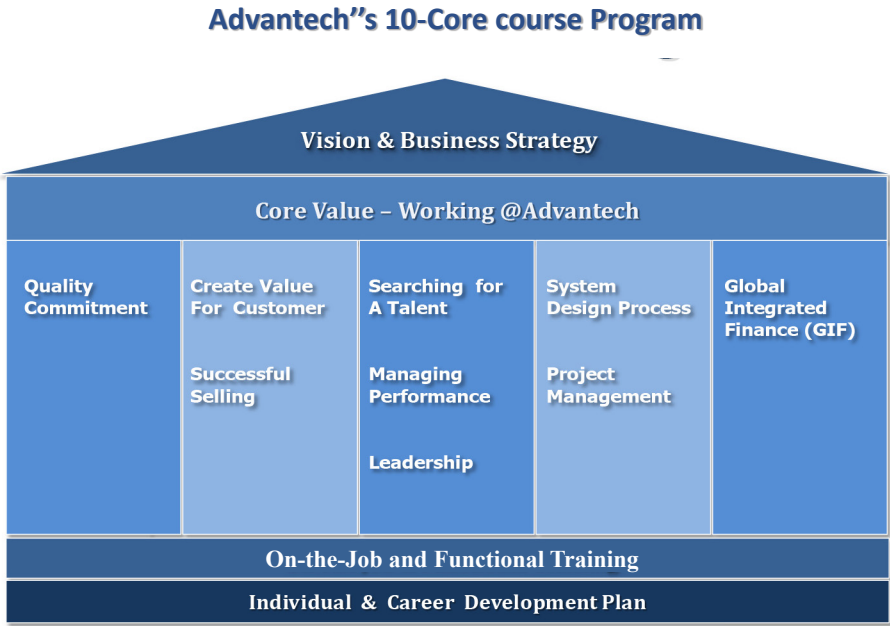 Advantech’’s 10-Core course Program
Vision & Business Strategy
Core Value – Working @Advantech
Quality
Commitment
Create Value
For Customer
Successful
Selling
Searching for
A Talent
Managing
Performance
Leadership
System
Design Process
Project
Management
Global
Integrated
Finance (GIF)
On-the-Job and Functional Training
Individual & Career Development Plan